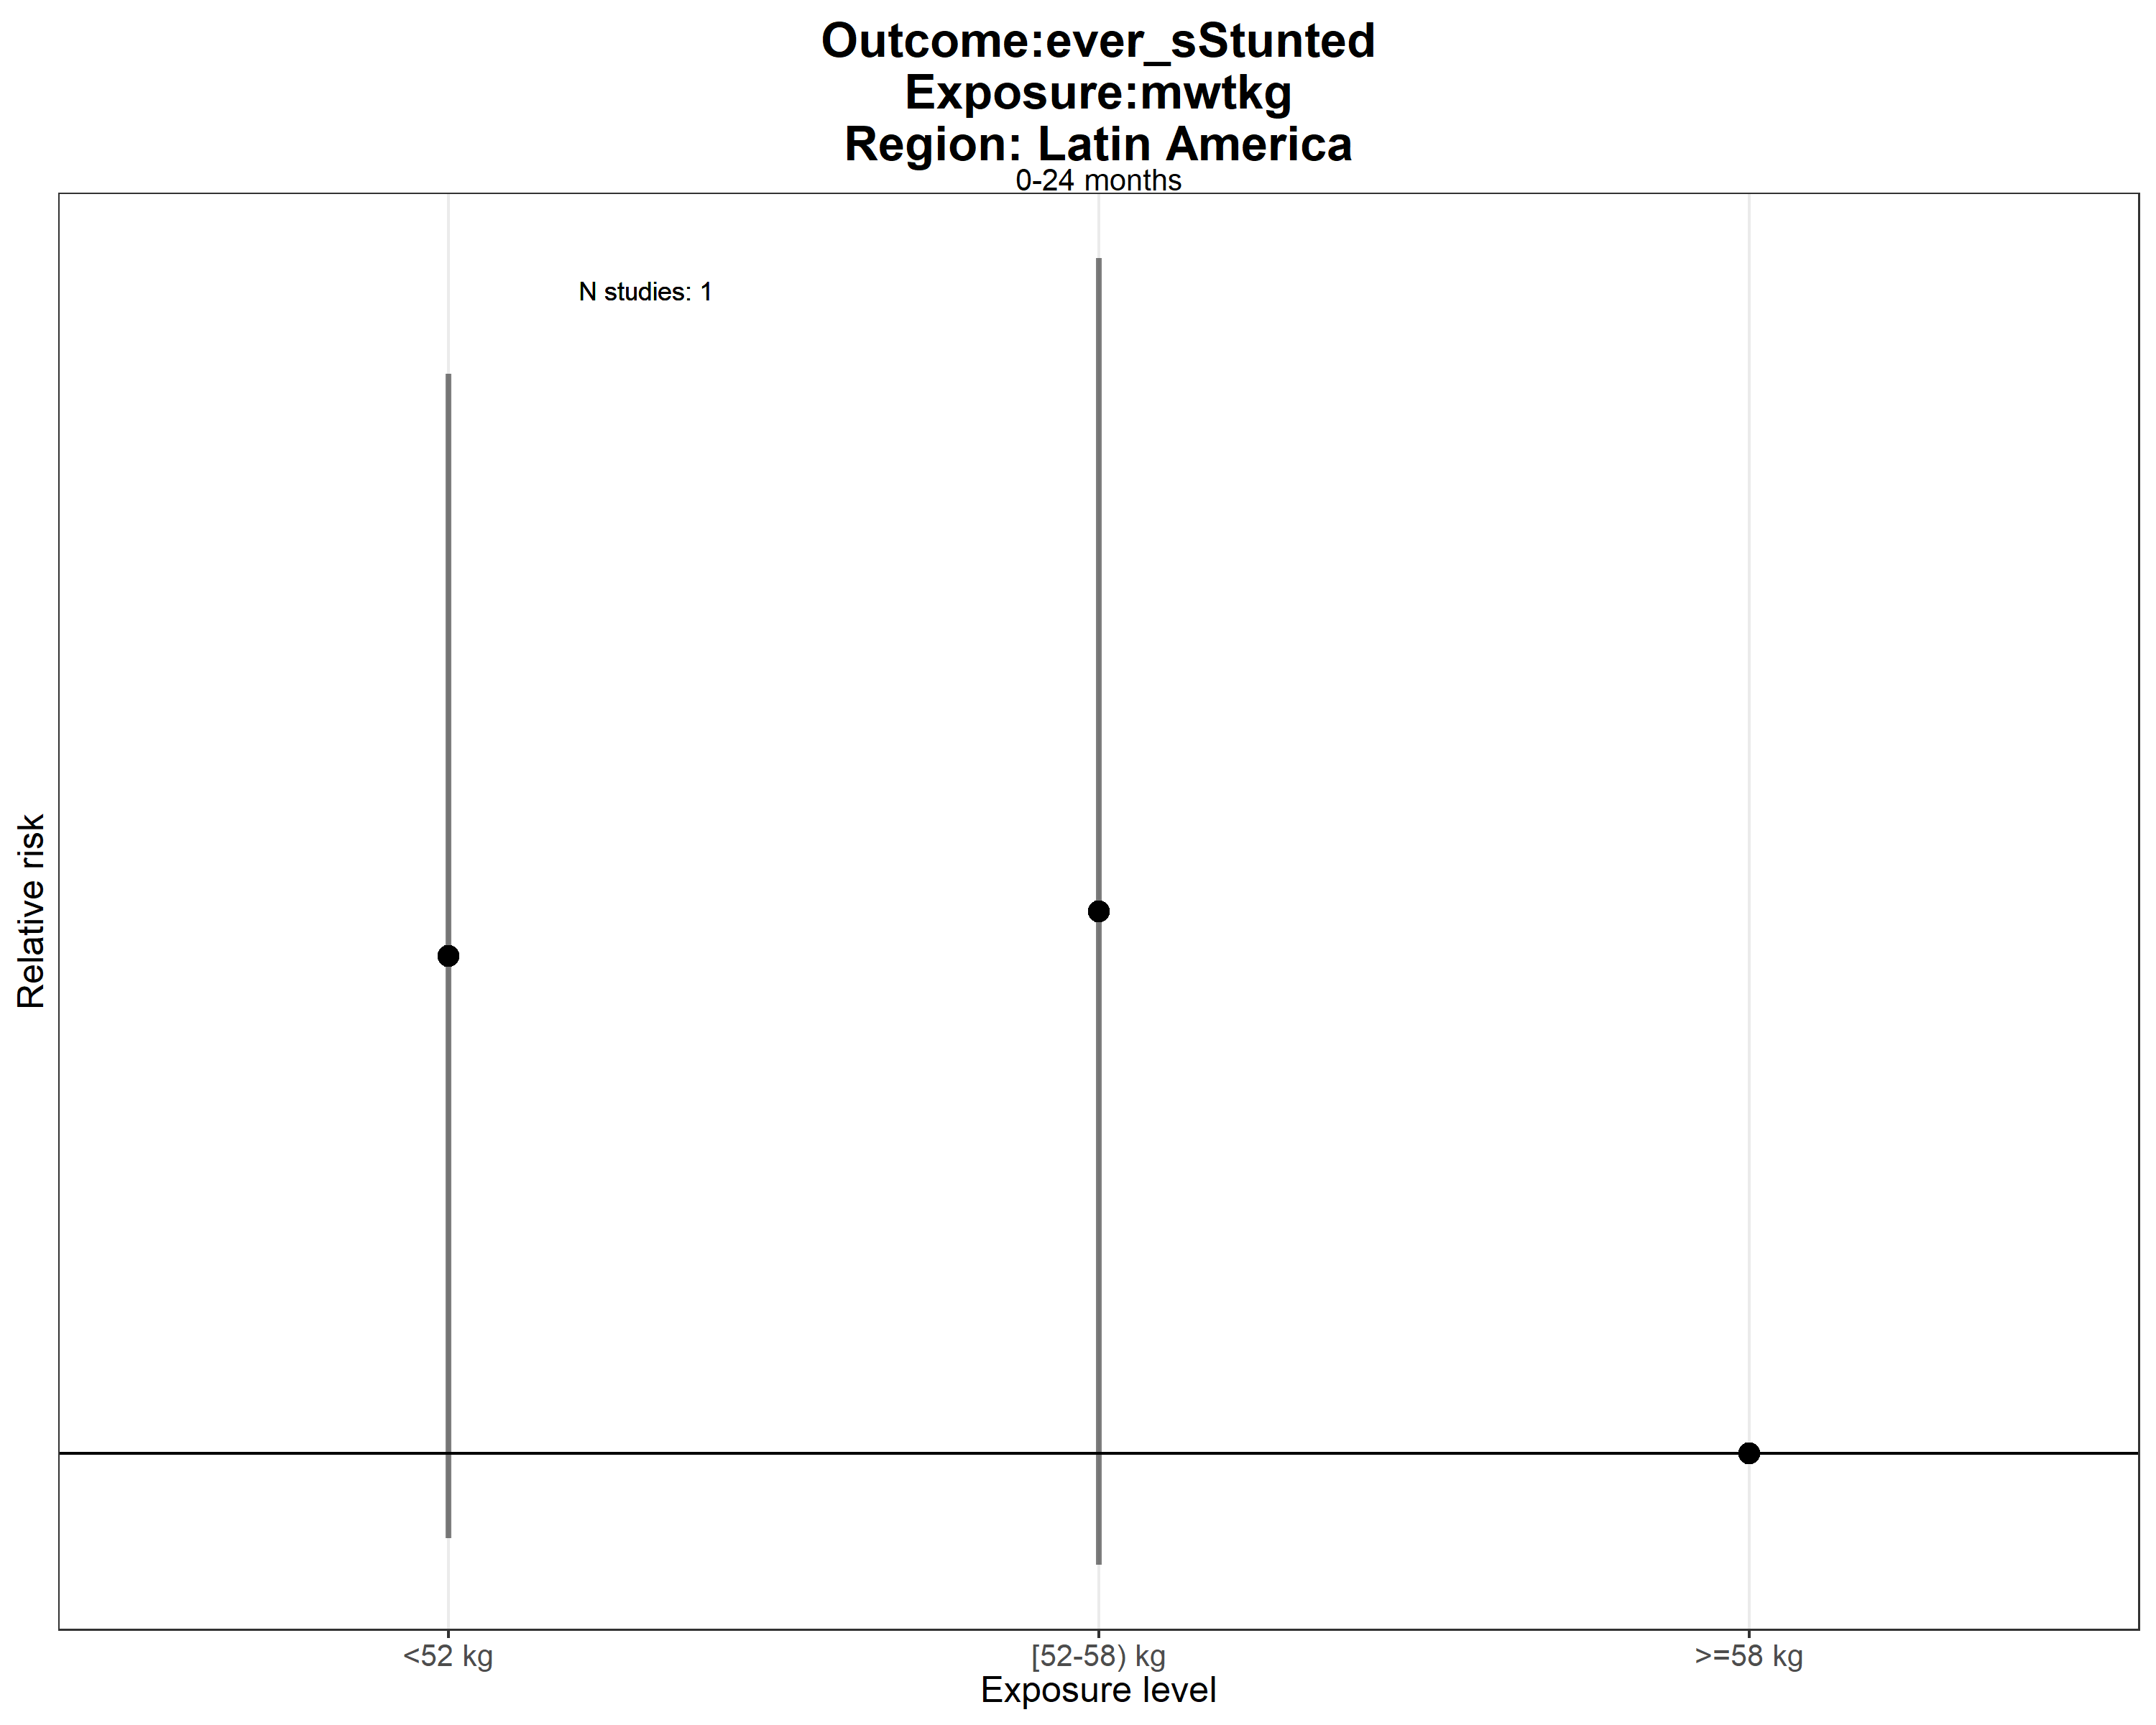 Outcome:ever_sStunted
Exposure:mwtkg
Region: Latin America
0-24 months
N studies: 1
Relative risk
<52 kg
[52-58) kg
>=58 kg
Exposure level